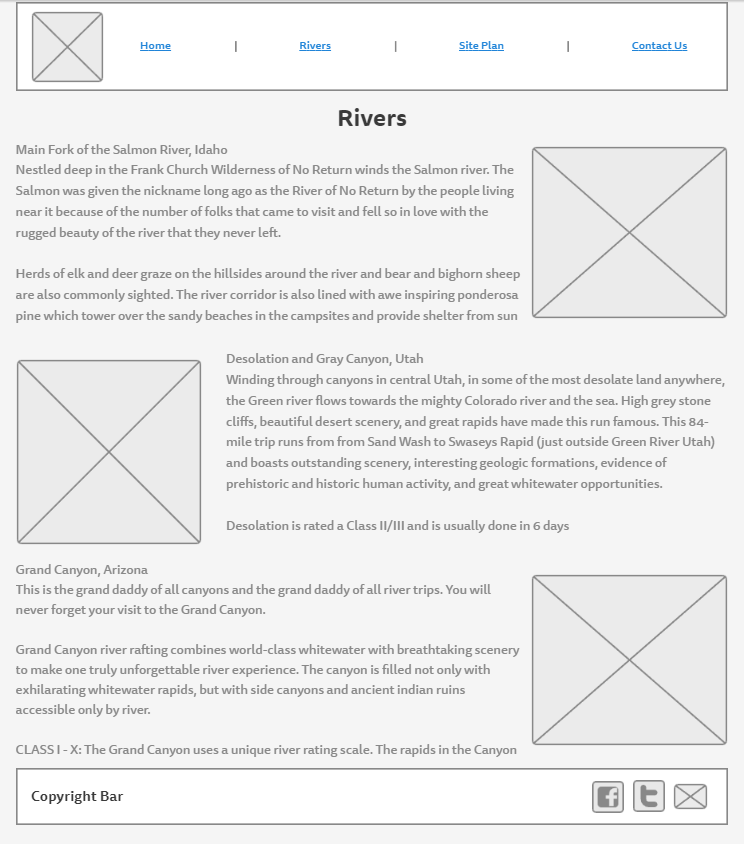 Home | Rivers | Site Plan | Contact Us
Rivers
Main Fork of the Salmon River, Idaho
Nestled deep in the Frank Church Wilderness of No Return winds the Salmon river. The
Salmon was given the nickname long ago as the River of No Return by the people living
near it because of the number of folks that came to visit and fell so in love with the
rugged beauty of the river that they never left.
Herds of elk and deer graze on the hillsides around the river and bear and bighorn sheep
are also commonly sighted. The river corridor is also lined with awe inspiring ponderosa
pine which tower over the sandy beaches in the campsites and provide shelter from sun
Desolation and Gray Canyon, Utah
Winding through canyons in central Utah, in some of the most desolate land anywhere,
the Green river flows towards the mighty Colorado river and the sea. High grey stone
cliffs, beautiful desert scenery, and great rapids have made this run famous. This 84-
mile trip runs from from Sand Wash to Swaseys Rapid (just outside Green River Utah)
and boasts outstanding scenery, interesting geologic formations, evidence of
prehistoric and historic human activity, and great whitewater opportunities.
Desolation is rated a Class II/III and is usually done in 6 days
Grand Canyon, Arizona
This is the grand daddy of all canyons and the grand daddy of all river trips. You will
never forget your visit to the Grand Canyon.
Grand Canyon river rafting combines world-class whitewater with breathtaking scenery
to make one truly unforgettable river experience. The canyon is filled not only with
exhilarating whitewater rapids, but with side canyons and ancient indian ruins
accessible only by river.
CLASS I - X: The Grand Canyon uses a unique river rating scale. The rapids in the Canyon
Copyright Bar